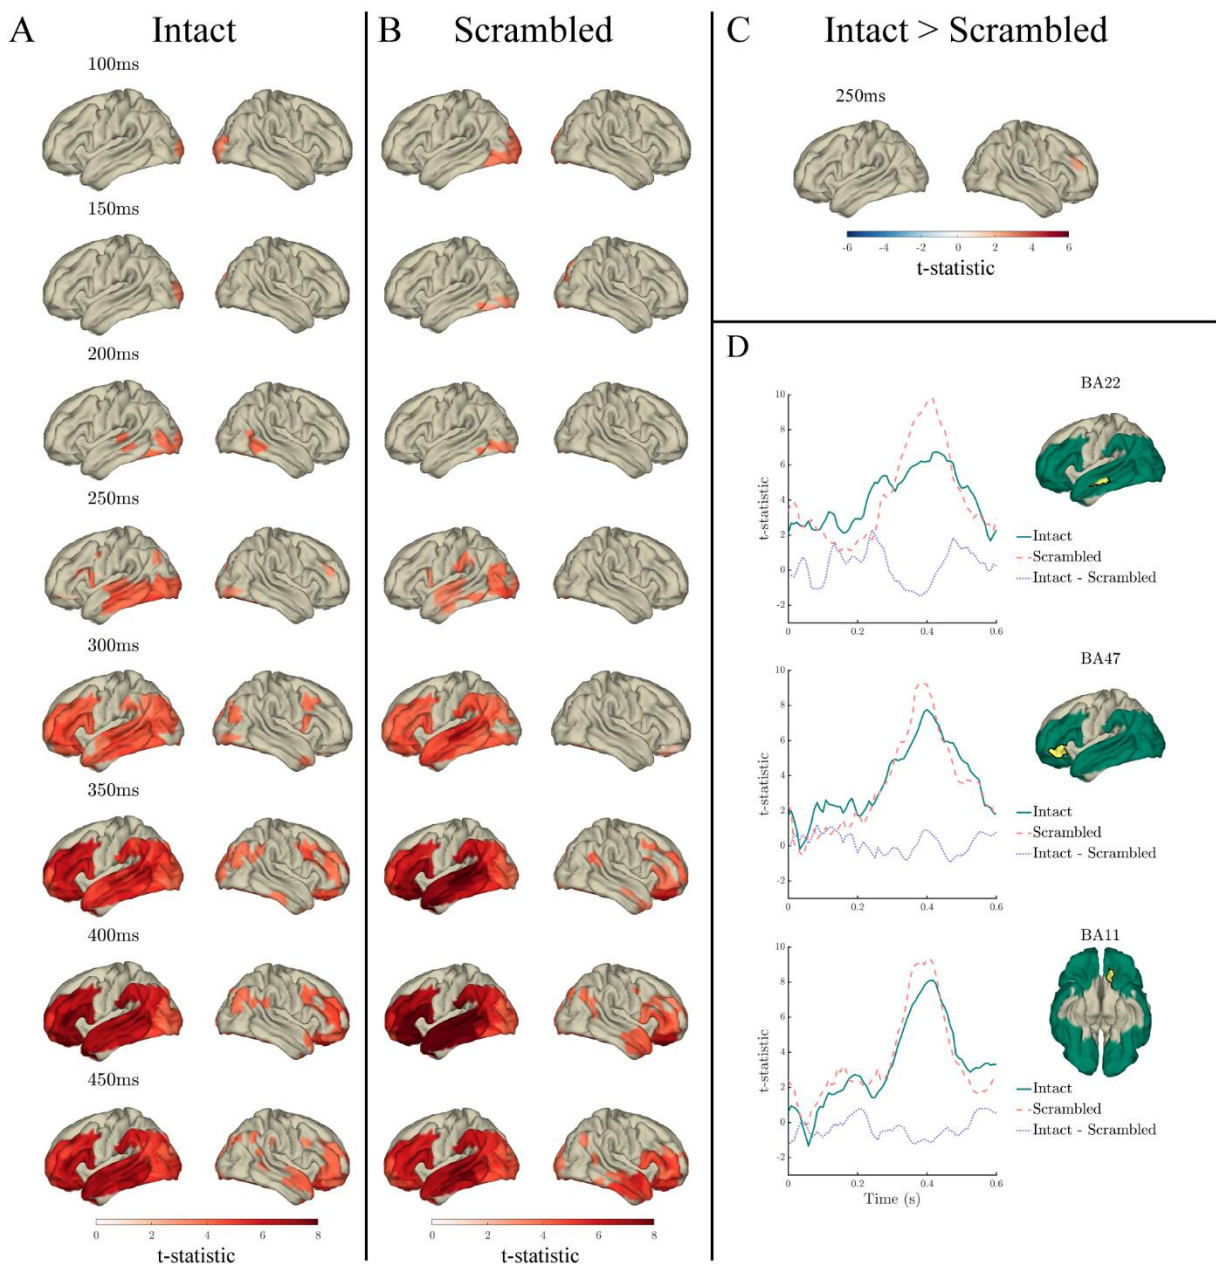 A Intact
100ms
150ms
200ms
250ms
300ms
350ms
400ms
450ms
0 2 4 6 8
t-statistic
B Scrambled
0 2 4 6 8
t-statistic
C Intact > Scrambled
250ms
-6 -4 -2 0 2 4 6
t-statistic
D
BA22
10
8
6
4
2
0
-2
t-statistic
0 0.2 0.4 0.6
Intact
Scrambled
Intact - Scrambled
BA47
10
8
6
4
2
0
-2
t-statistic
0 0.2 0.4 0.6
Intact
Scrambled
Intact - Scrambled
BA11
10
8
6
4
2
0
-2
t-statistic
0 0.2 0.4 0.6
Time (s)
Intact
Scrambled
Intact - Scrambled